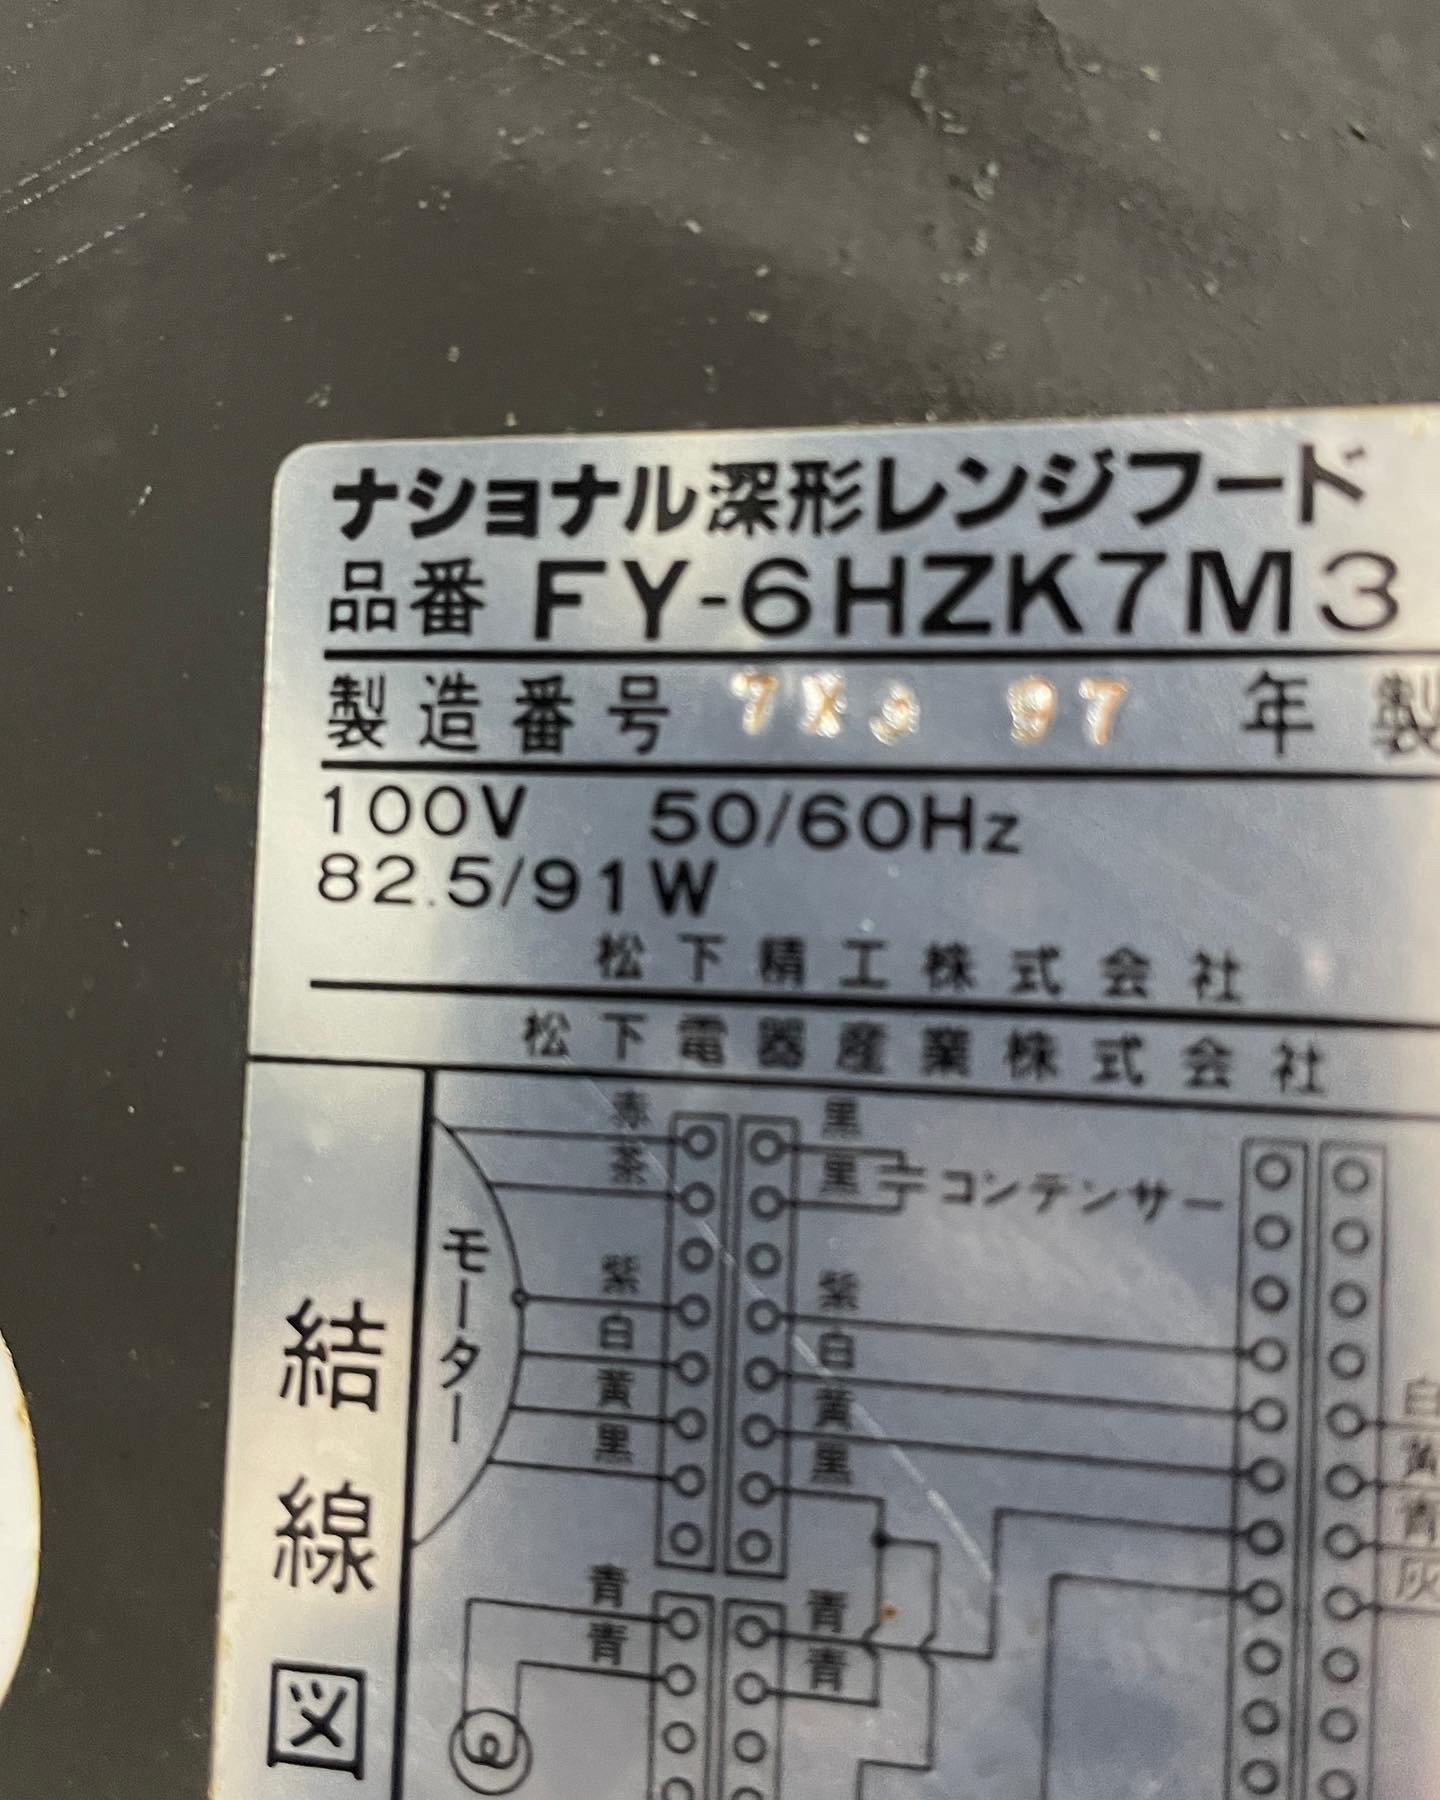 ナショナル深形レンジフード
品番 FY-6HZK7M3
製造番号 97 年 製
100V 50/60Hz
82.5/91W
松下精工株式会社
松下電器産業株式会社
赤 黒
茶 黒 コンデンサー
モーター
紫 紫
白 白
黄 黄 白
黒 黒 黄
青
灰
青 青
青 青
結線図